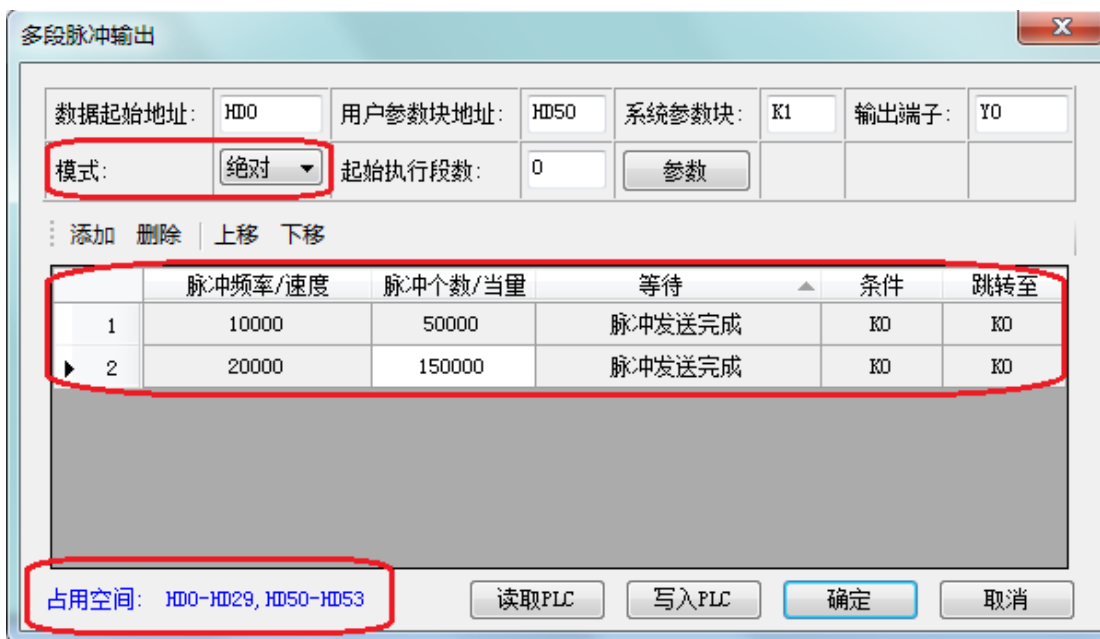 多段脉冲输出
数据起始地址: HD0 用户参数块地址: HD50 系统参数块: K1 输出端子: Y0
模式: 绝对 起始执行段数: 0 参数
添加 删除 上移 下移
脉冲频率/速度 脉冲个数/当量 等待 条件 跳转至
1 10000 50000 脉冲发送完成 K0 K0
2 20000 150000 脉冲发送完成 K0 K0
占用空间: HD0-HD29,HD50-HD53 读取PLC 写入PLC 确定 取消